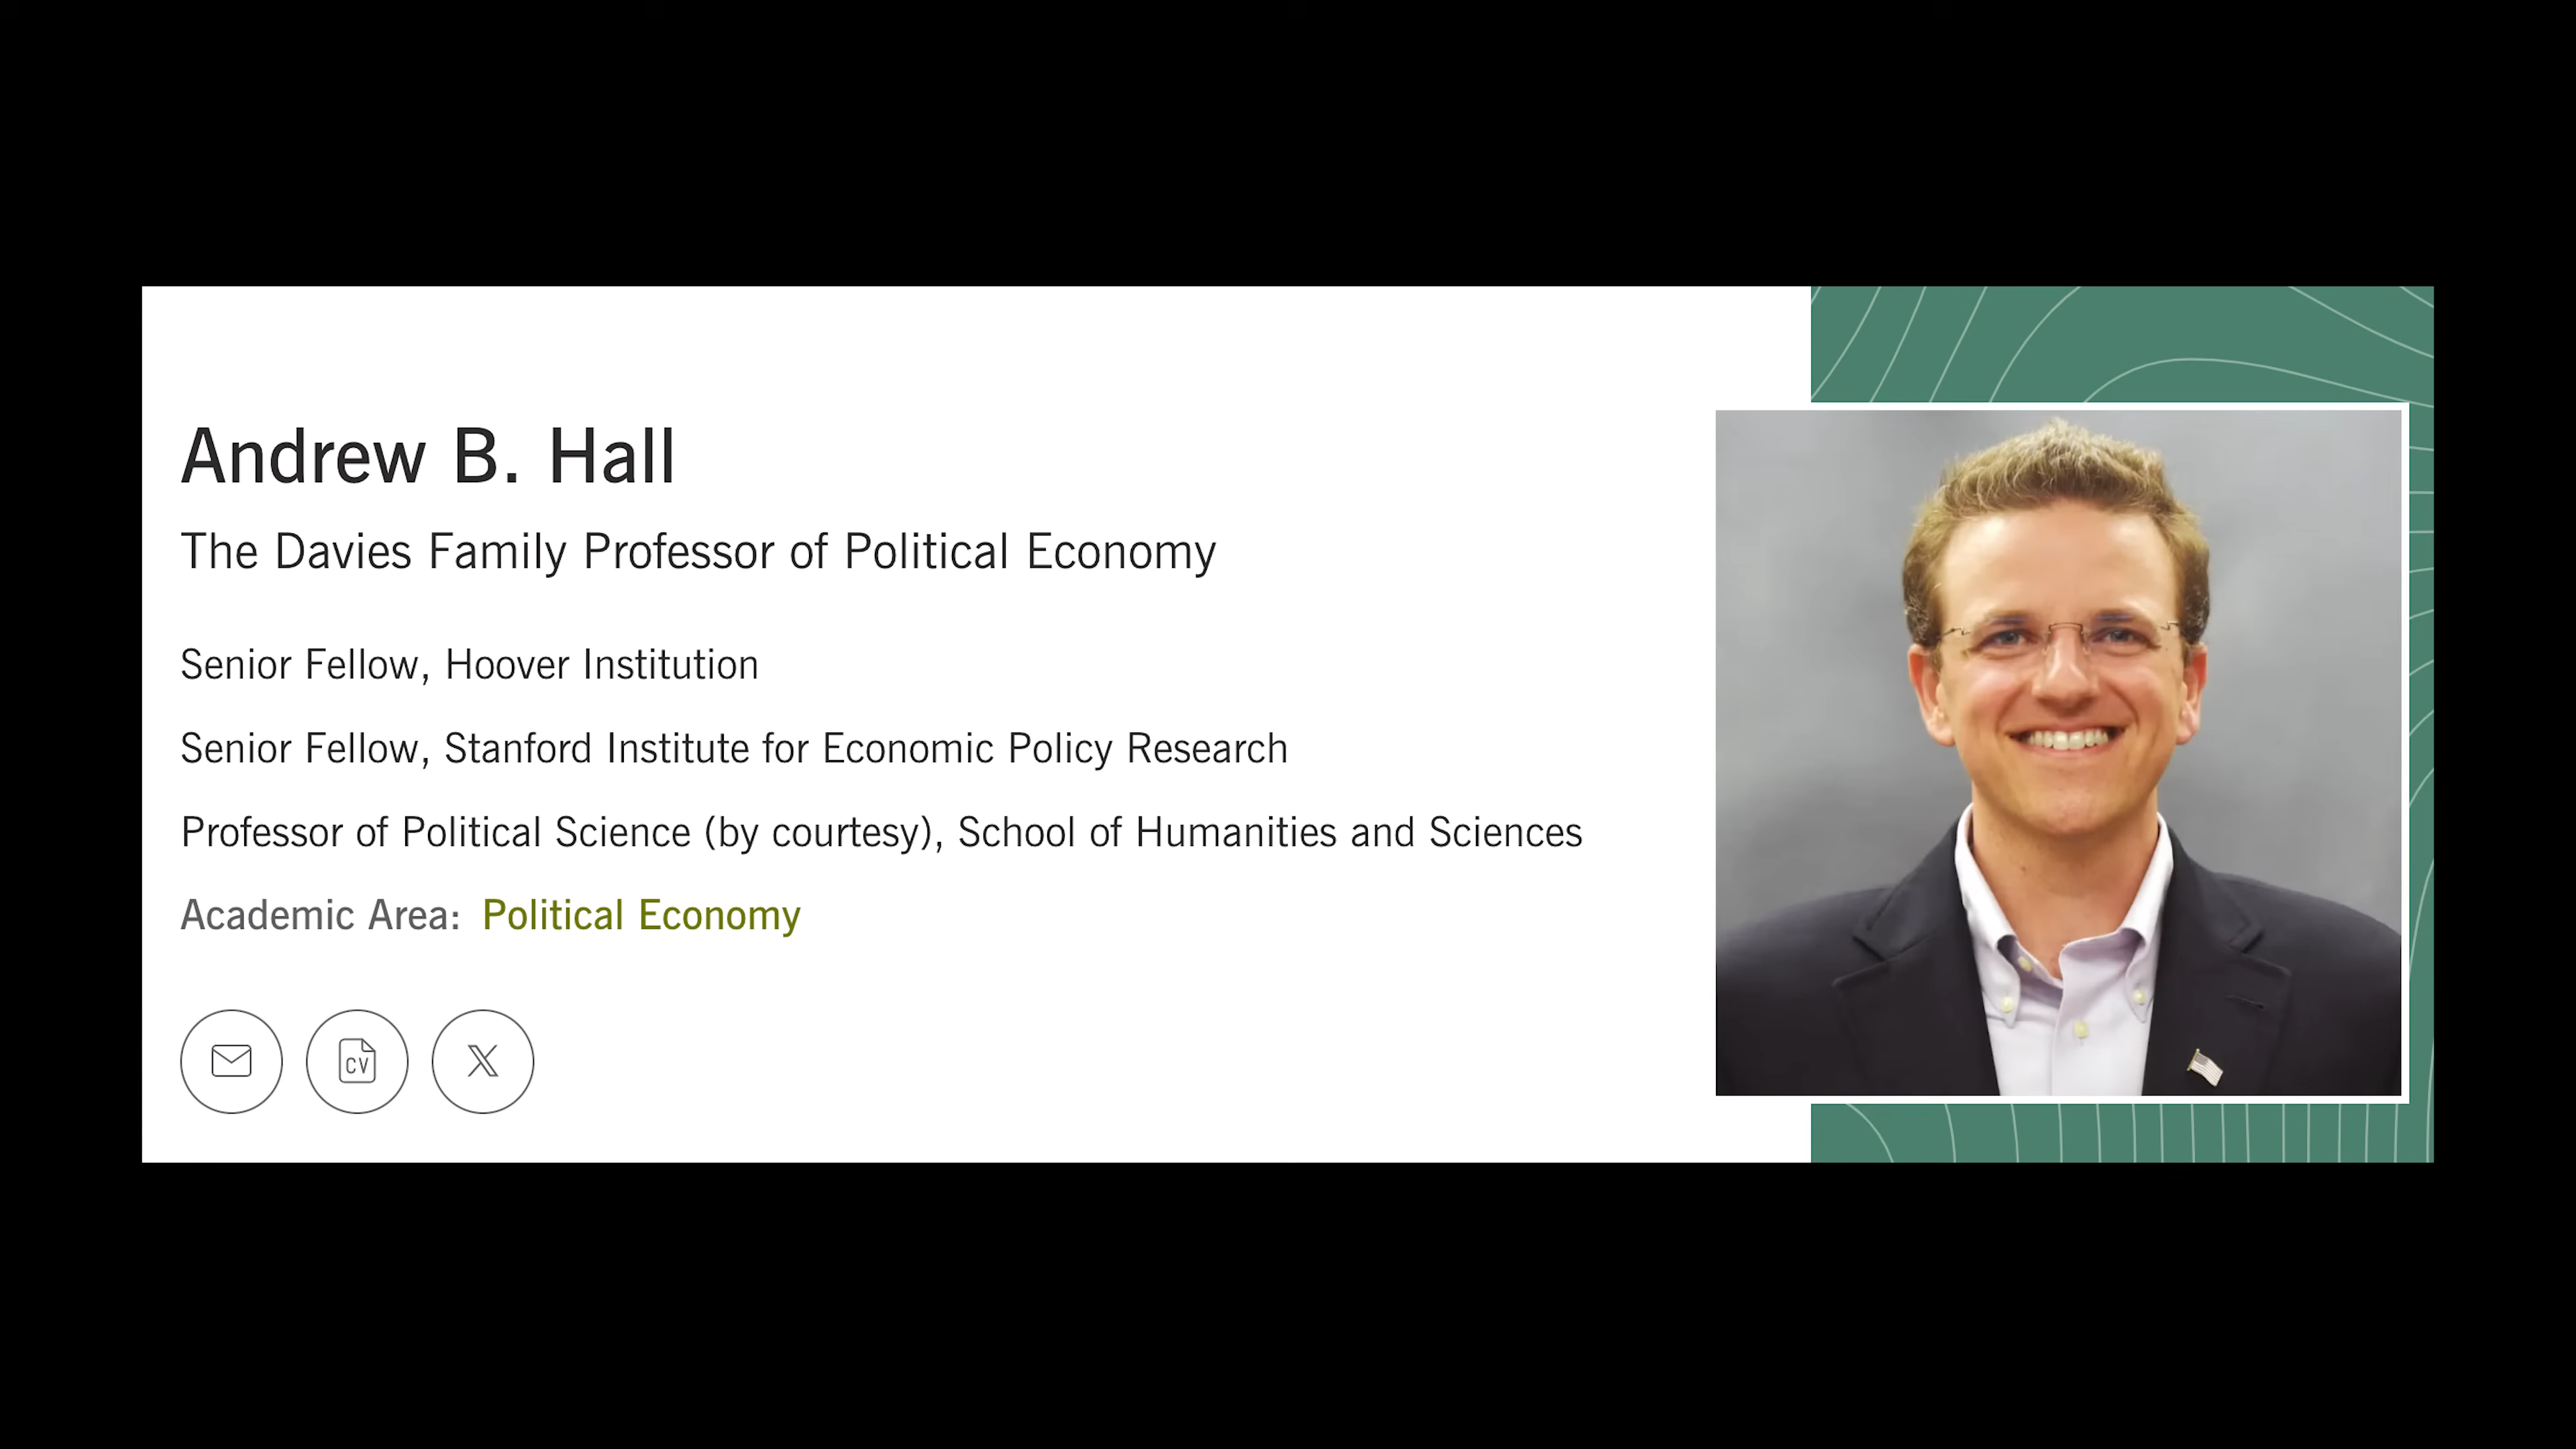 Andrew B. Hall
The Davies Family Professor of Political Economy
Senior Fellow, Hoover Institution
Senior Fellow, Stanford Institute for Economic Policy Research
Professor of Political Science (by courtesy), School of Humanities and Sciences
Academic Area: Political Economy
CV
X